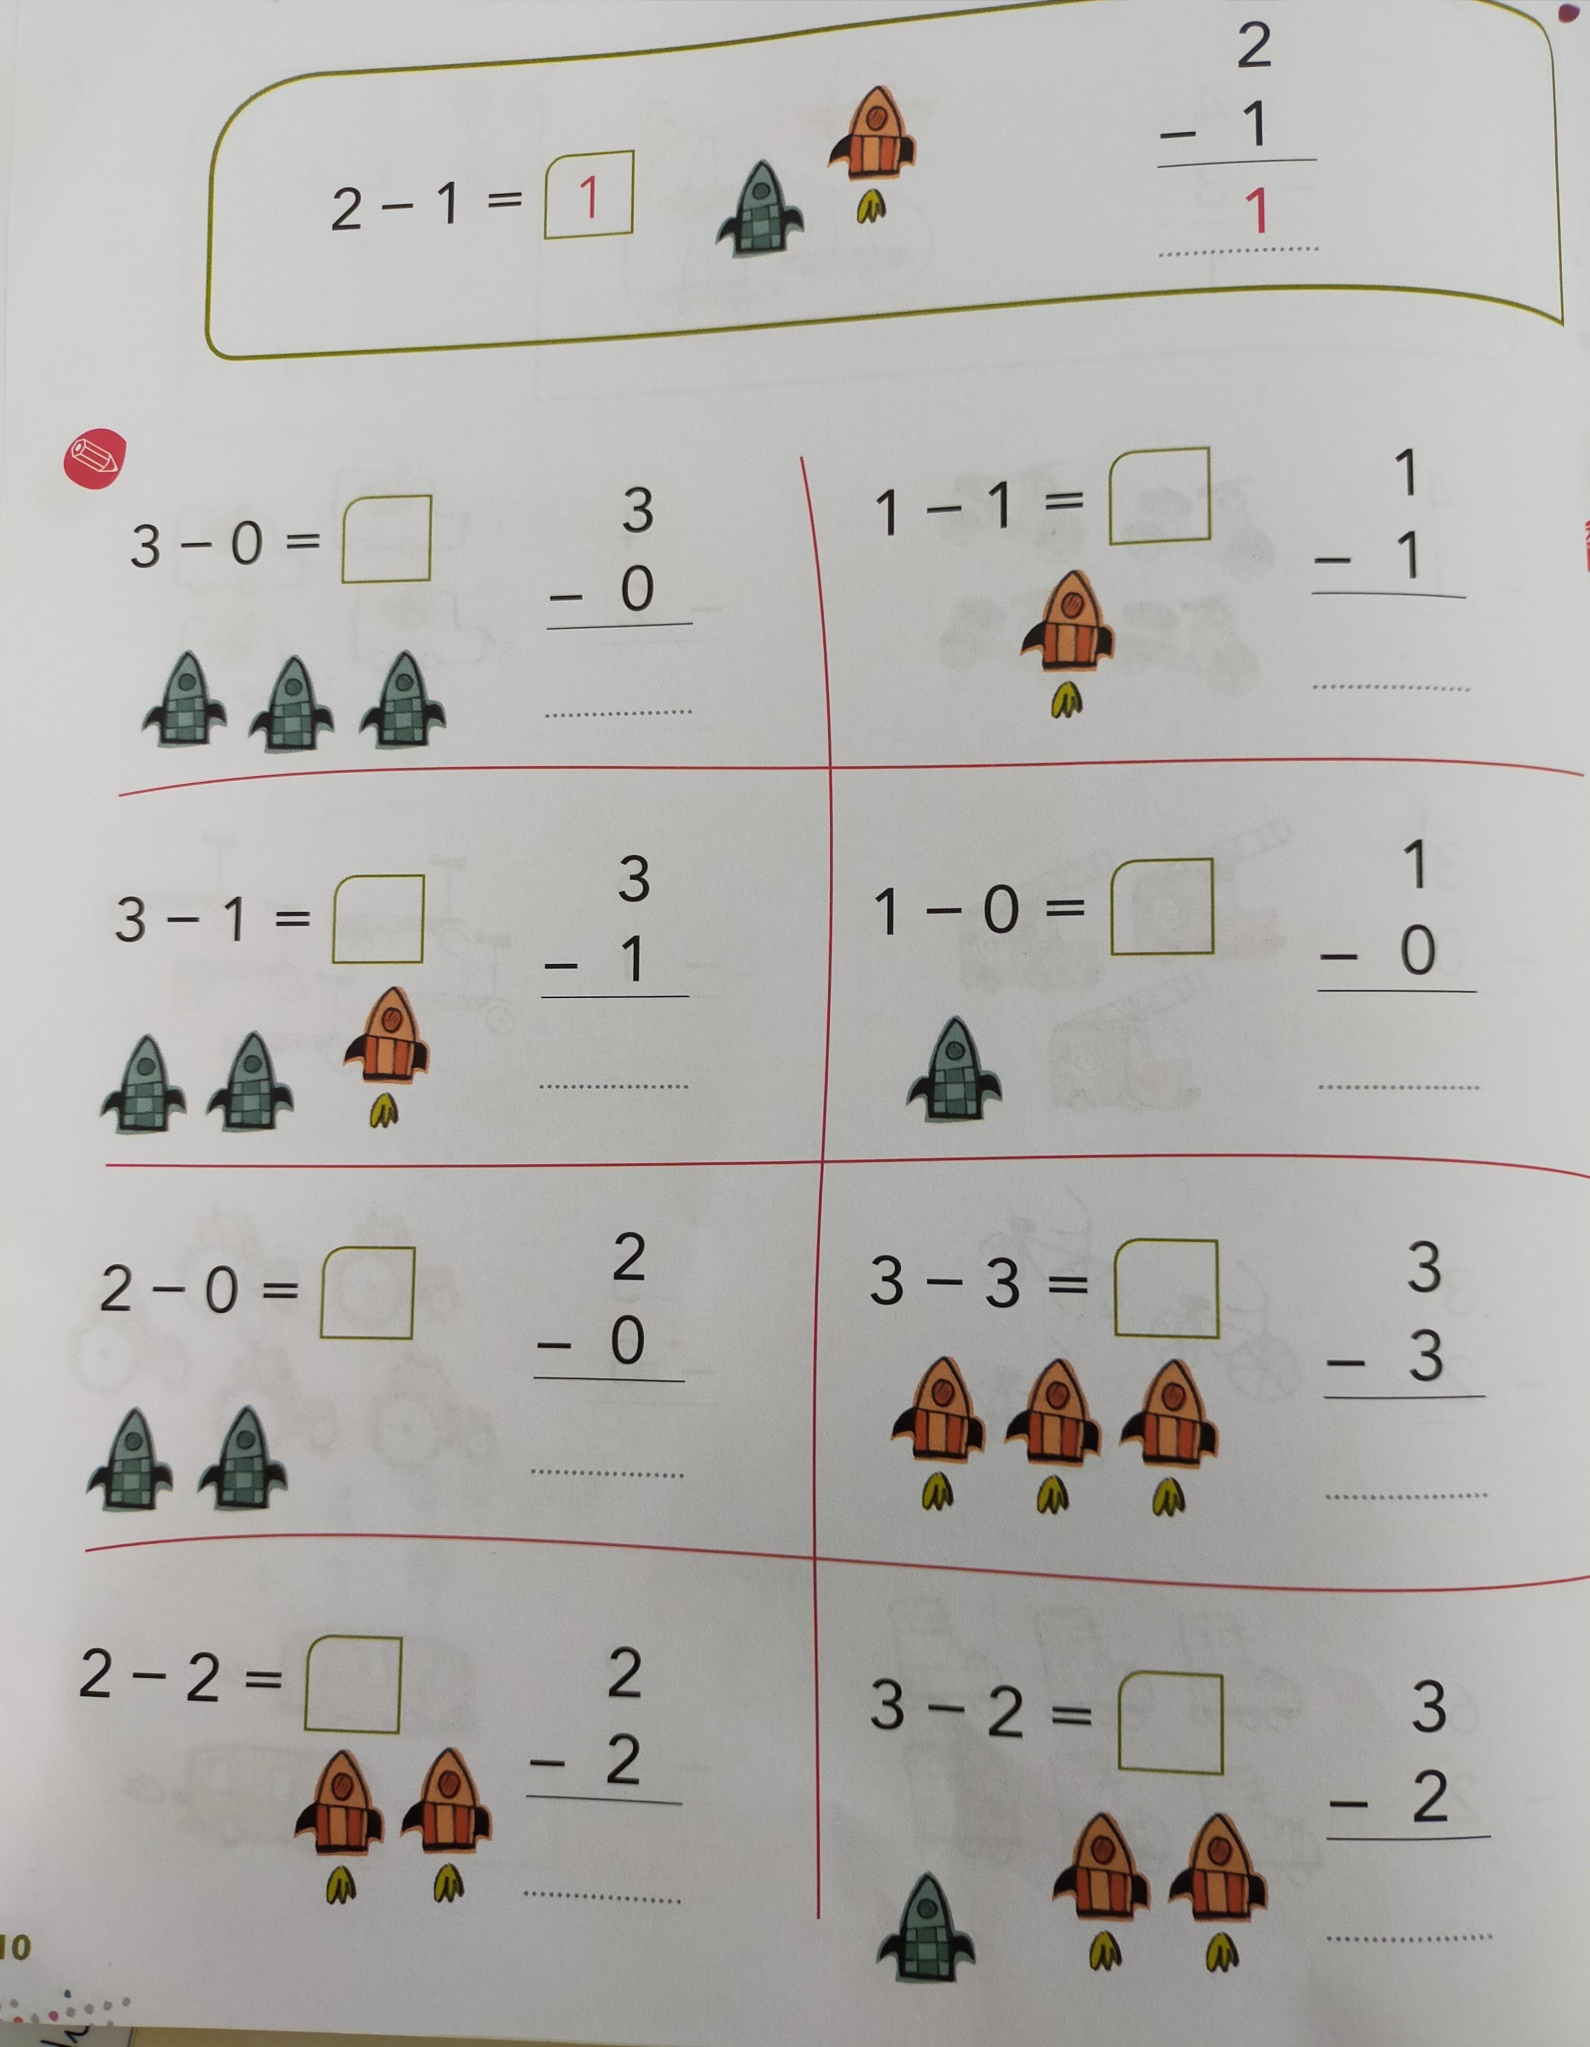 2 - 1 = 1
2
- 1
1
3 - 0 =
3
- 0
1 - 1 =
1
- 1
3 - 1 =
3
- 1
1 - 0 =
1
- 0
2 - 0 =
2
- 0
3 - 3 =
3
- 3
2 - 2 =
2
- 2
3 - 2 =
3
- 2
10